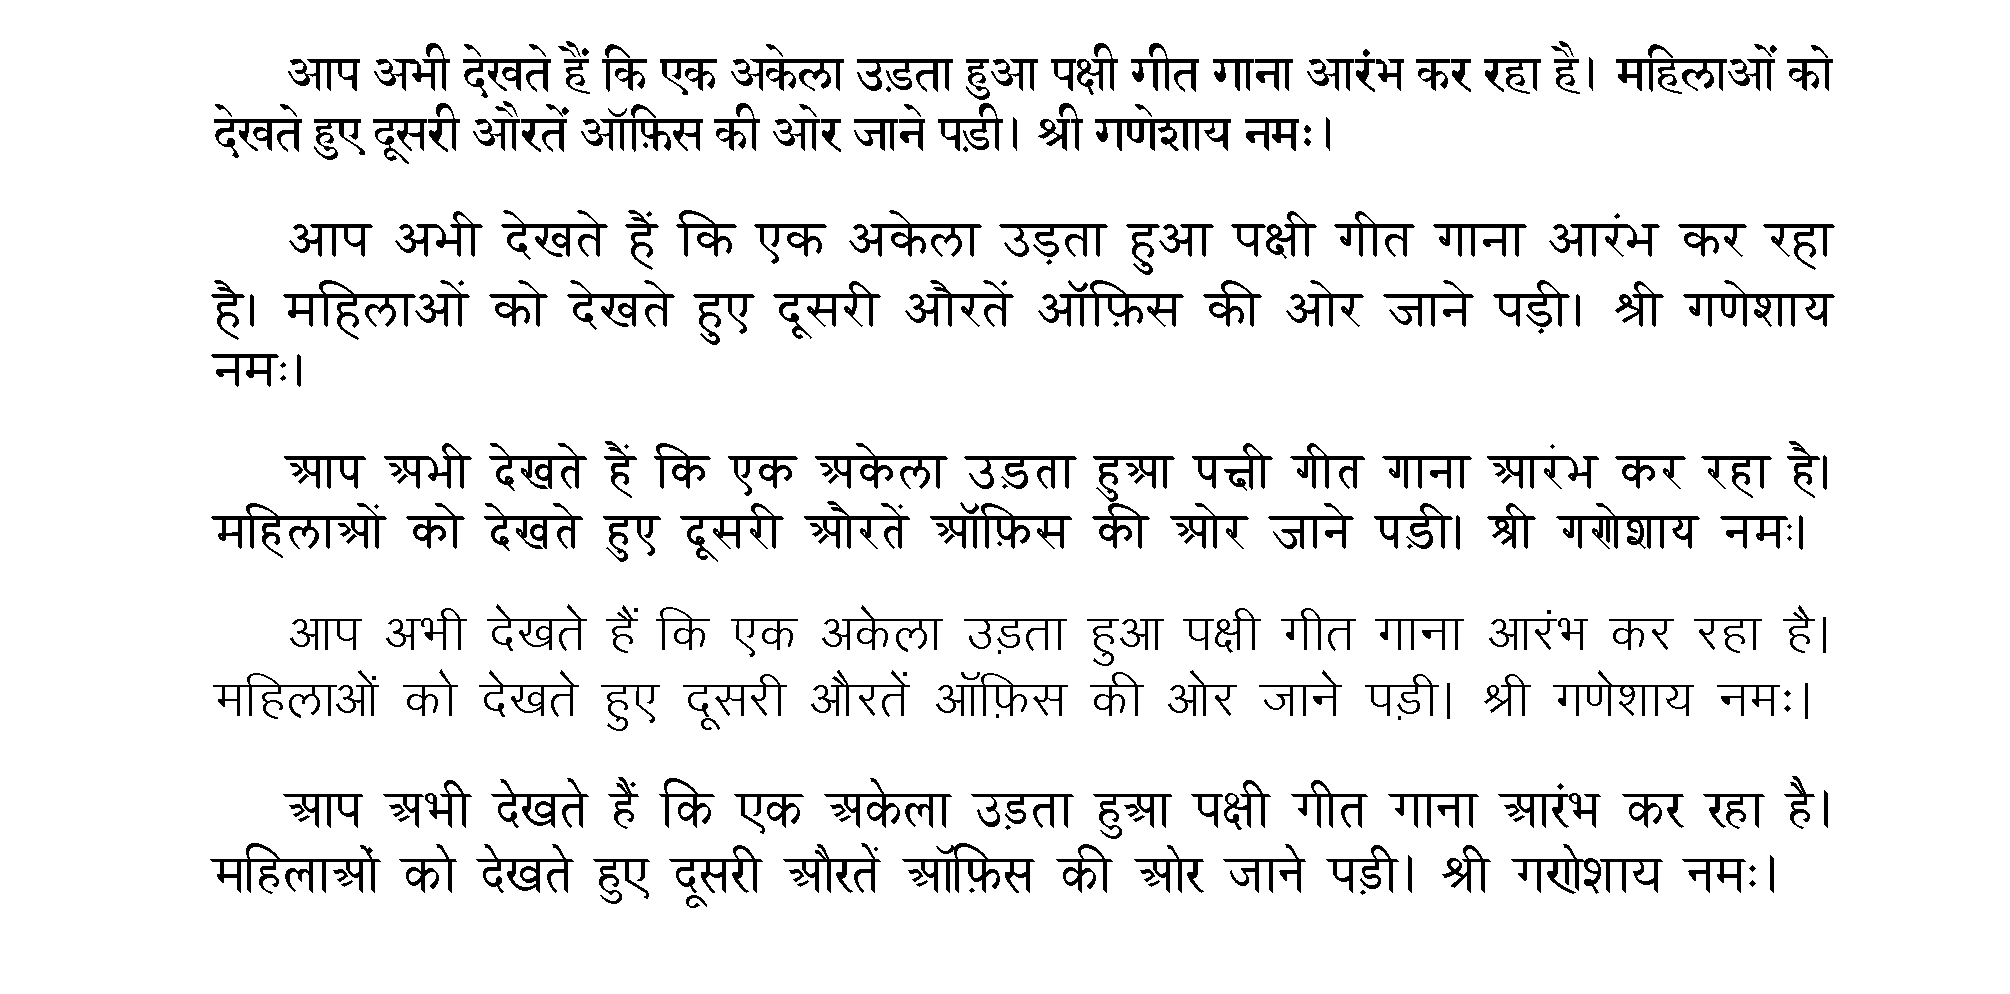 आप अभी देखते हैं कि एक अकेला उड़ता हुआ पक्षी गीत गाना आरंभ कर रहा है। महिलाओं को
देखते हुए दूसरी औरतें ऑफ़िस की ओर जाने पड़ी। श्री गणेशाय नमः।
आप अभी देखते हैं कि एक अकेला उड़ता हुआ पक्षी गीत गाना आरंभ कर रहा
है। महिलाओं को देखते हुए दूसरी औरतें ऑफ़िस की ओर जाने पड़ी। श्री गणेशाय
नमः।
आप अभी देखते हैं कि एक अकेला उड़ता हुआ पक्षी गीत गाना आरंभ कर रहा है।
महिलाओं को देखते हुए दूसरी औरतें ऑफ़िस की ओर जाने पड़ी। श्री गणेशाय नमः।
आप अभी देखते हैं कि एक अकेला उड़ता हुआ पक्षी गीत गाना आरंभ कर रहा है।
महिलाओं को देखते हुए दूसरी औरतें ऑफ़िस की ओर जाने पड़ी। श्री गणेशाय नमः।
आप अभी देखते हैं कि एक अकेला उड़ता हुआ पक्षी गीत गाना आरंभ कर रहा है।
महिलाओं को देखते हुए दूसरी औरतें ऑफ़िस की ओर जाने पड़ी। श्री गणेशाय नमः।